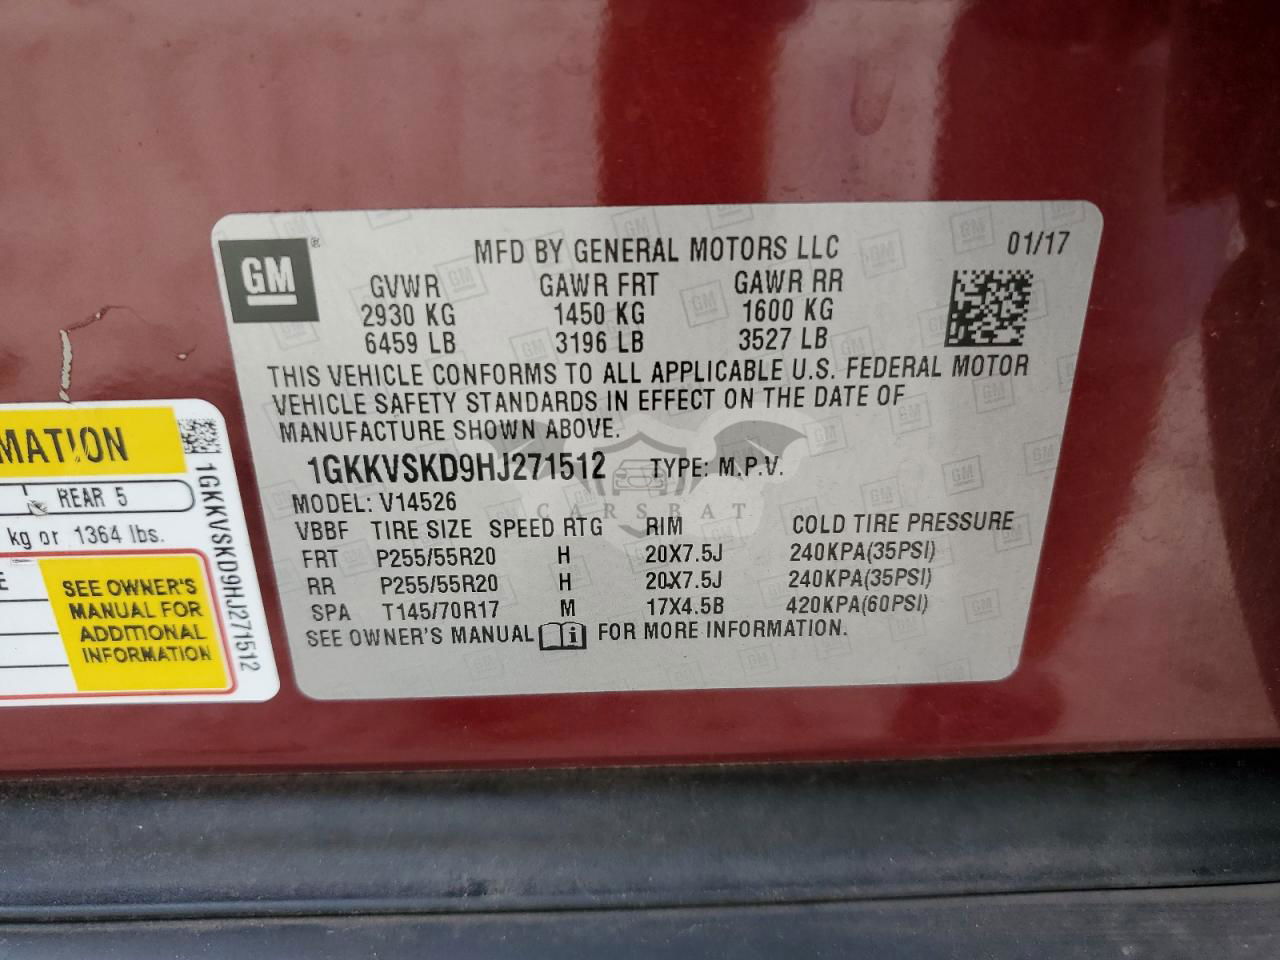 GM
®
MFD BY GENERAL MOTORS LLC
01/17
GVWR GAWR FRT GAWR RR
2930 KG 1450 KG 1600 KG
6459 LB 3196 LB 3527 LB
THIS VEHICLE CONFORMS TO ALL APPLICABLE U.S. FEDERAL MOTOR
VEHICLE SAFETY STANDARDS IN EFFECT ON THE DATE OF
MANUFACTURE SHOWN ABOVE.
1GKKVSKD9HJ271512 TYPE: M.P.V.
MODEL: V14526
CARSBAT
VBBF TIRE SIZE SPEED RTG RIM COLD TIRE PRESSURE
FRT P255/55R20 H 20X7.5J 240KPA(35PSI)
RR P255/55R20 H 20X7.5J 240KPA(35PSI)
SPA T145/70R17 M 17X4.5B 420KPA(60PSI)
SEE OWNER'S MANUAL i FOR MORE INFORMATION.
MATION
REAR 5
kg or 1364 lbs.
E
SEE OWNER'S
MANUAL FOR
ADDITIONAL
INFORMATION
1GKKVSKD9HJ271512